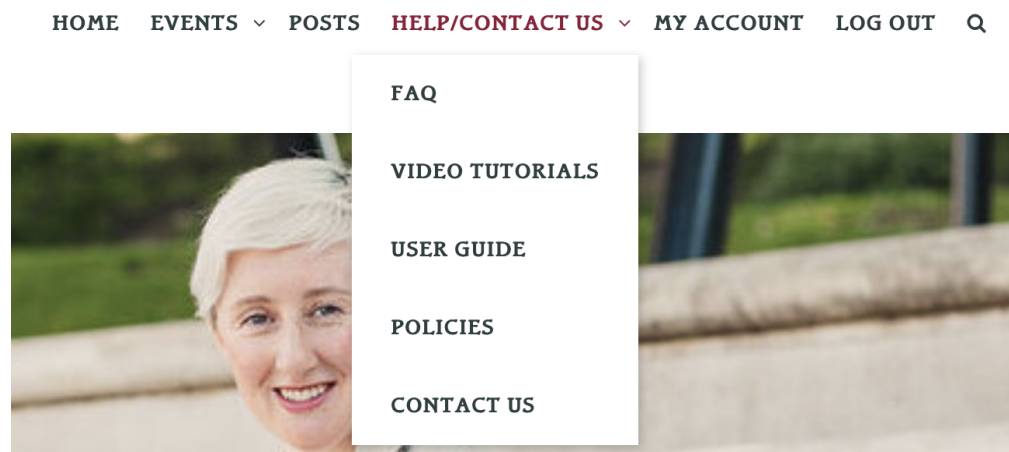 HOME EVENTS POSTS HELP/CONTACT US MY ACCOUNT LOG OUT
FAQ
VIDEO TUTORIALS
USER GUIDE
POLICIES
CONTACT US